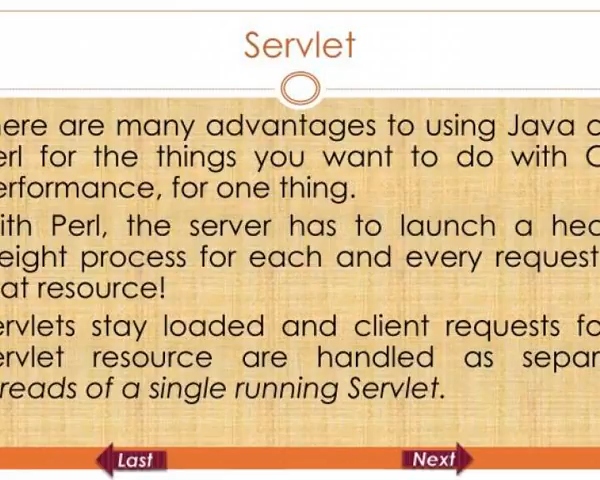 Servlet
here are many advantages to using Java o
erl for the things you want to do with C
erformance, for one thing.
ith Perl, the server has to launch a hea
eight process for each and every request
at resource!
ervlets stay loaded and client requests fo
ervlet resource are handled as separ
reads of a single running Servlet.
Last
Next